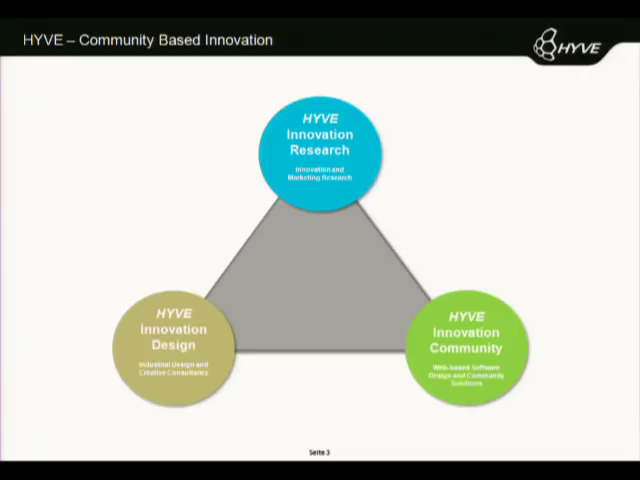 HYVE – Community Based Innovation
HYVE
HYVE
Innovation
Research
Innovation and
Marketing Research
HYVE
Innovation
Design
Industrial Design and
Creative Consultancy
HYVE
Innovation
Community
Web-based Software
Design and Community
Solutions
Seite 3